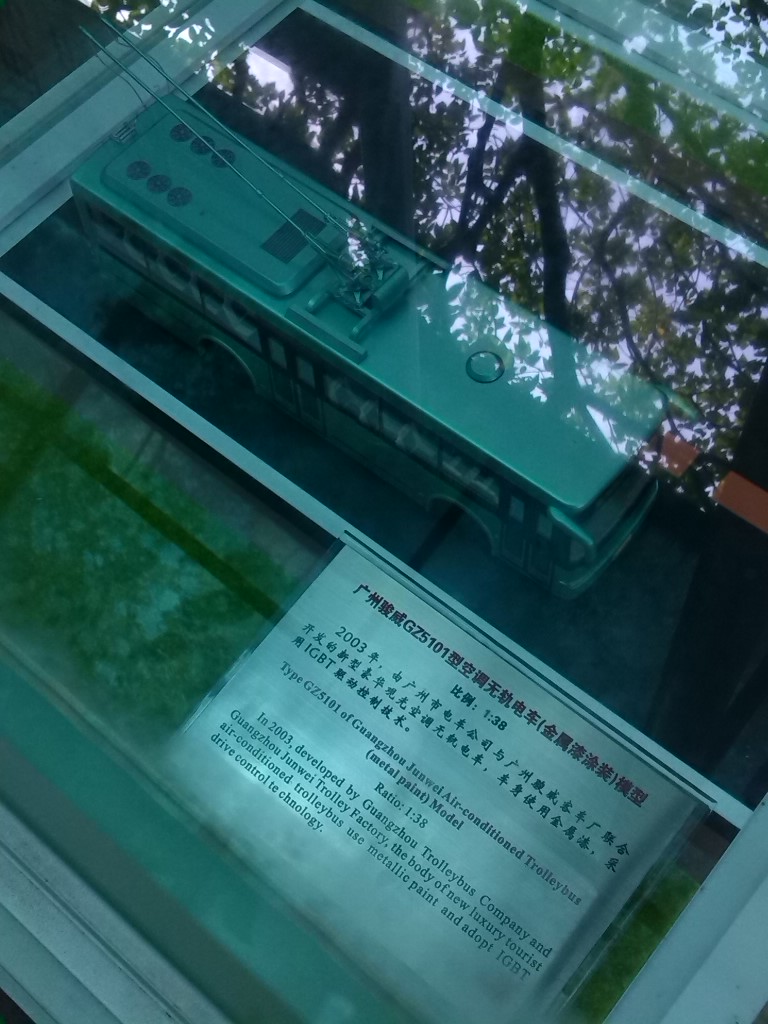 广州骏威GZ5101型空调无轨电车(金属漆涂装)模型
比例: 1:38
2003年，由广州市电车公司与广州骏威客车厂联合
开发的新型豪华观光空调无轨电车，车身使用金属漆，采
用IGBT驱动控制技术。
Type GZ5101 of Guangzhou Junwei Air-conditioned Trolleybus
(metal paint) Model
Ratio: 1:38
In 2003, developed by Guangzhou Trolleybus Company and
Guangzhou Junwei Trolley Factory, the body of new luxury tourist
air-conditioned trolleybus use metallic paint and adopt IGBT
drive control te chnology.